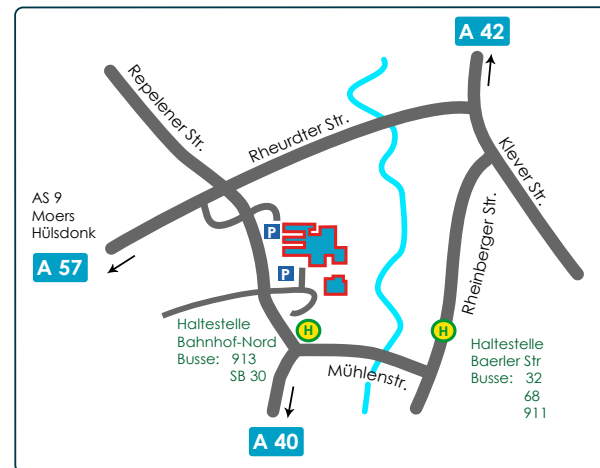 A 42
Repelener Str.
Rheurdter Str.
Klever Str.
AS 9
Moers
Hülsdonk
A 57
P
P
Rheinberger Str.
H
H
Haltestelle
Bahnhof-Nord
Busse: 913
SB 30
Mühlenstr.
Haltestelle
Baerler Str
Busse: 32
68
911
A 40